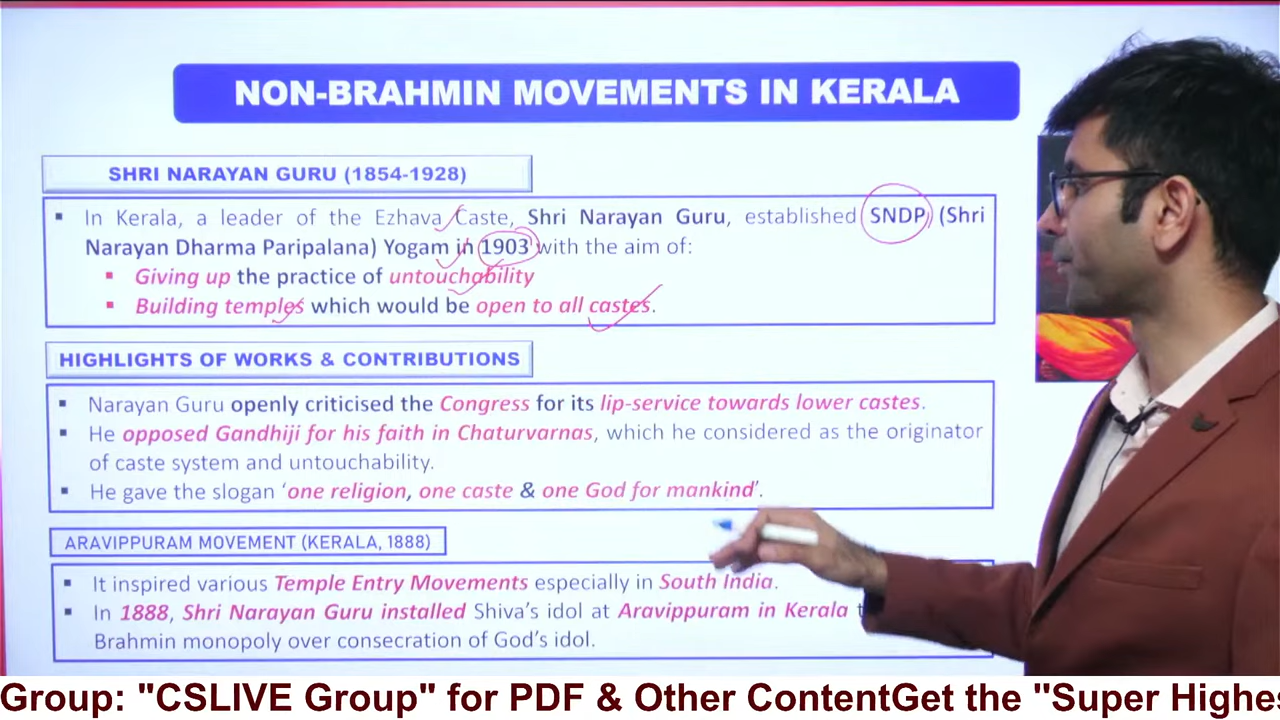 NON-BRAHMIN MOVEMENTS IN KERALA
SHRI NARAYAN GURU (1854-1928)
▪ In Kerala, a leader of the Ezhava Caste, Shri Narayan Guru, established SNDP (Shri
Narayan Dharma Paripalana) Yogam in 1903 with the aim of:
▪ Giving up the practice of untouchability
▪ Building temples which would be open to all castes.
HIGHLIGHTS OF WORKS & CONTRIBUTIONS
▪ Narayan Guru openly criticised the Congress for its lip-service towards lower castes.
▪ He opposed Gandhiji for his faith in Chaturvarnas, which he considered as the originator
of caste system and untouchability.
▪ He gave the slogan ‘one religion, one caste & one God for mankind’.
ARAVIPPURAM MOVEMENT (KERALA, 1888)
▪ It inspired various Temple Entry Movements especially in South India.
▪ In 1888, Shri Narayan Guru installed Shiva’s idol at Aravippuram in Kerala
Brahmin monopoly over consecration of God’s idol.
Group: "CSLIVE Group" for PDF & Other ContentGet the "Super Highes